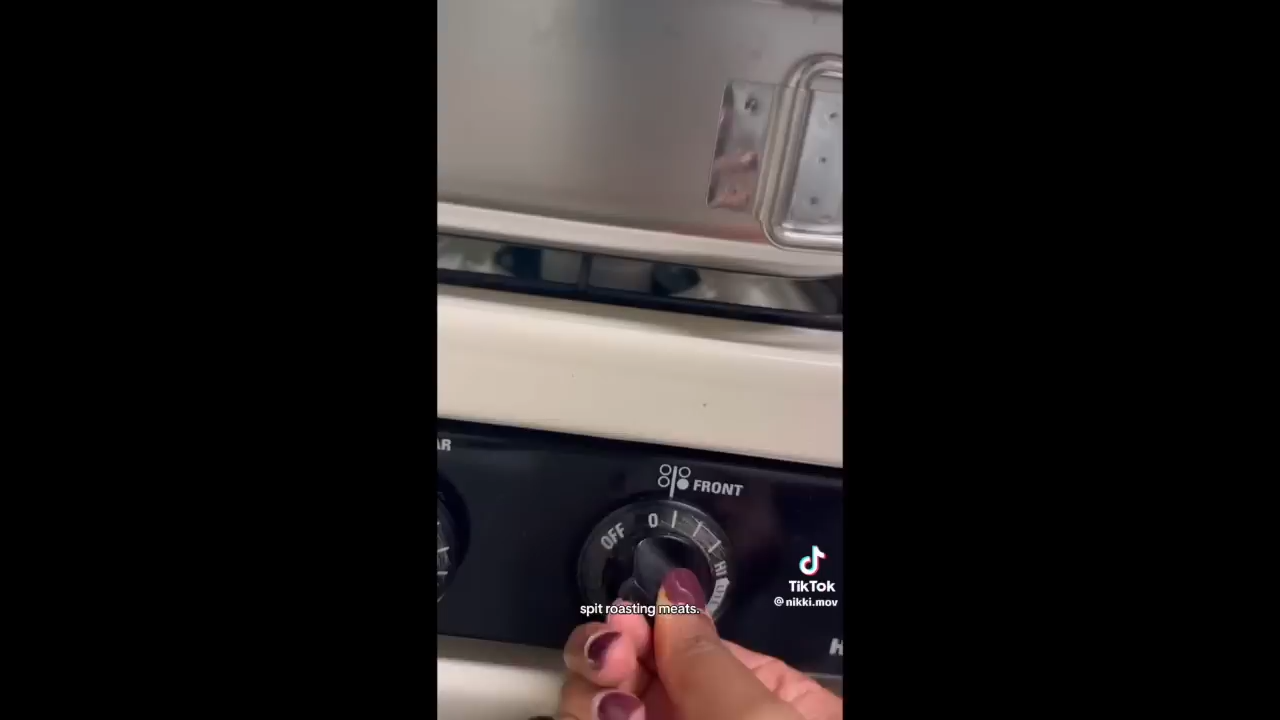 AR
FRONT
OFF
0
HI
TikTok
@nikki.mov
spit roasting meats.
H